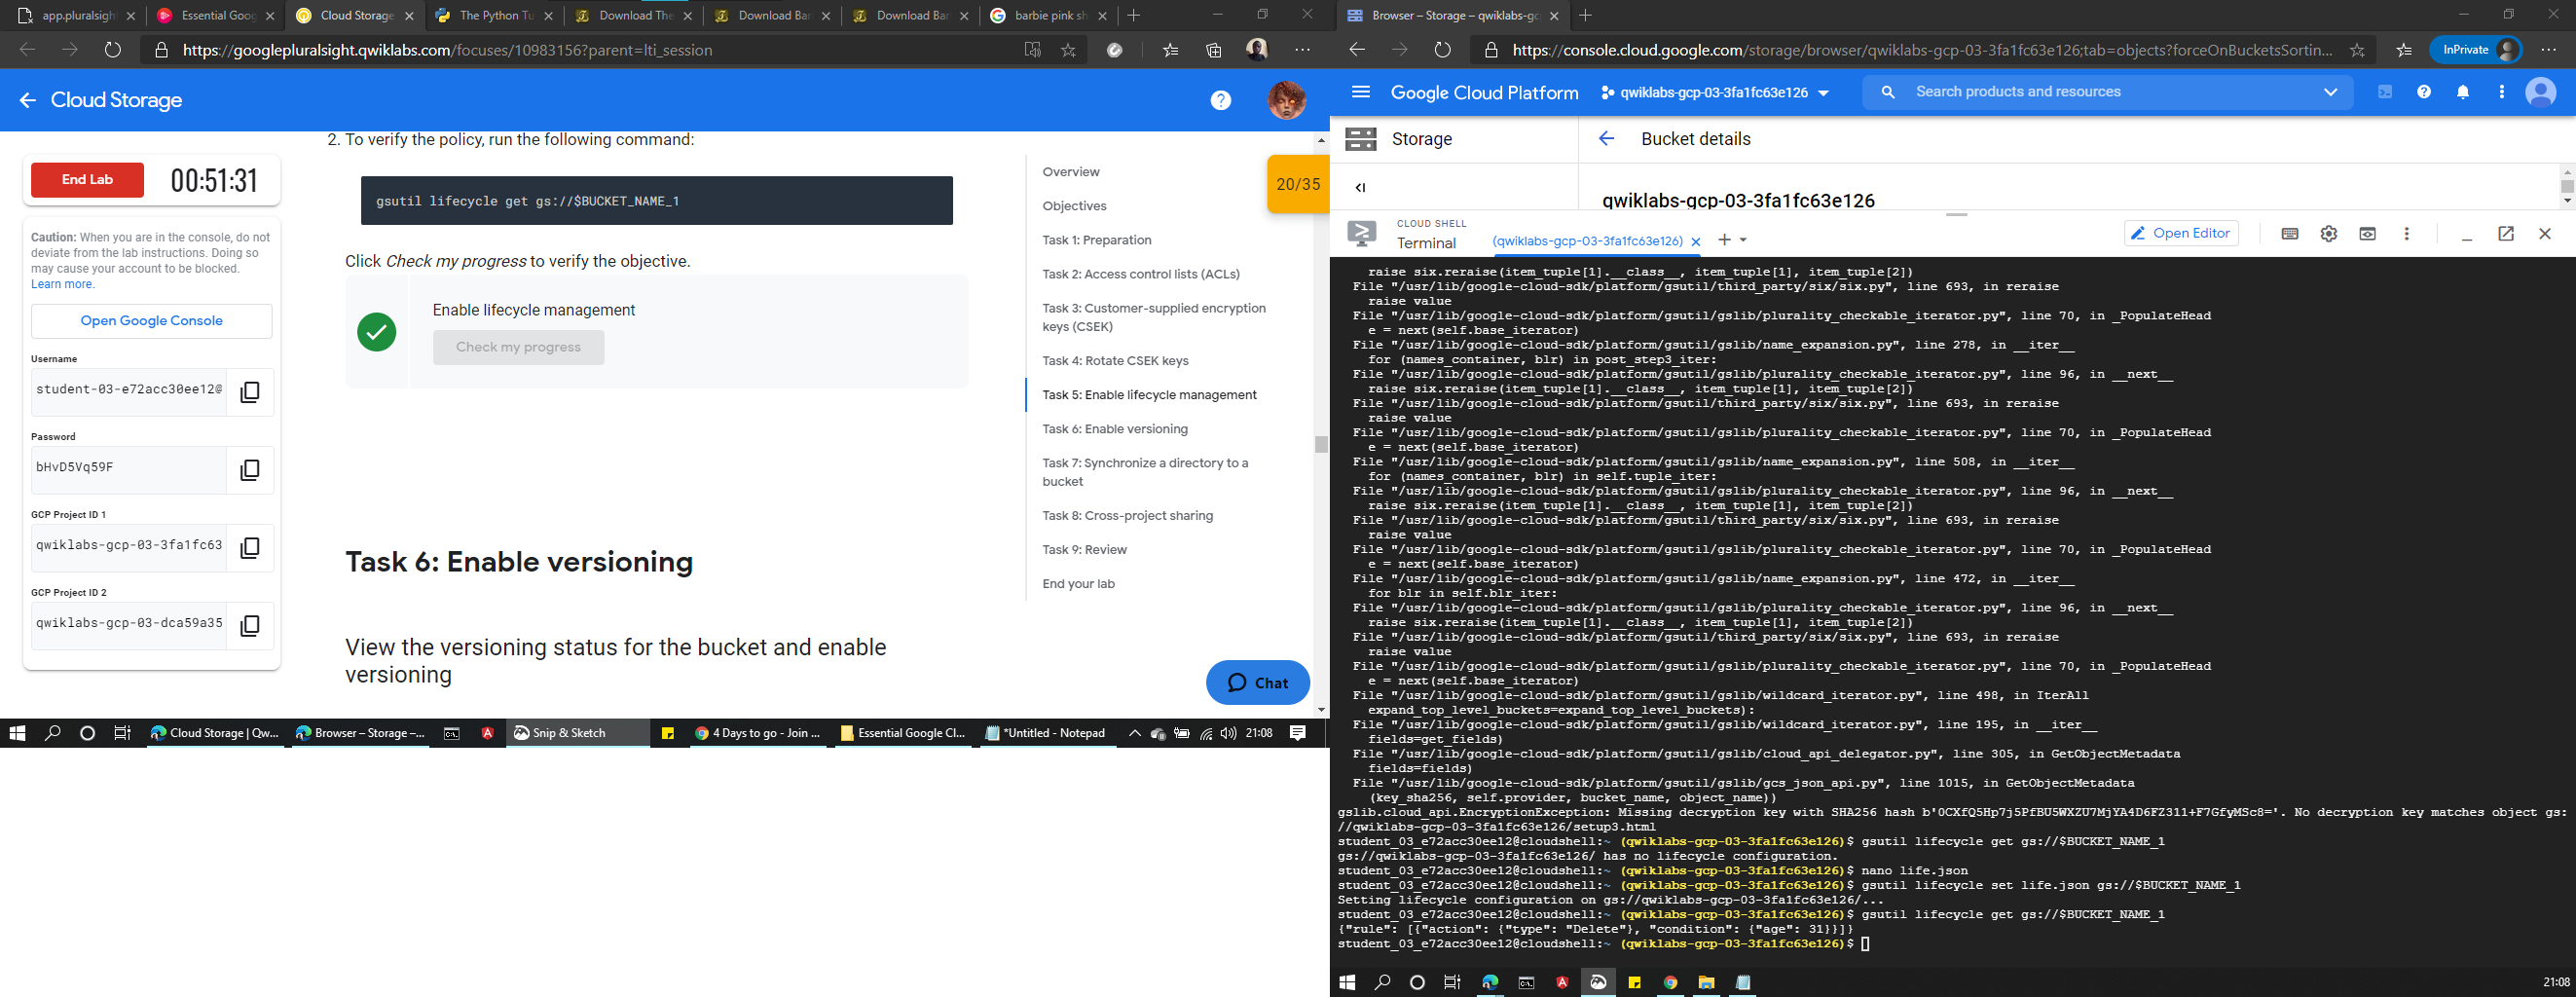 app.pluralsight
Essential Goog
Cloud Storage
The Python Tu
Download The
Download Bar
Download Bar
barbie pink sh
https://googlepluralsight.qwiklabs.com/focuses/10983156?parent=lti_session
Cloud Storage
End Lab
00:51:31
Caution: When you are in the console, do not
deviate from the lab instructions. Doing so
may cause your account to be blocked.
Learn more.
Open Google Console
Username
student-03-e72acc30ee12@
Password
bHvD5Vq59F
GCP Project ID 1
qwiklabs-gcp-03-3fa1fc63
GCP Project ID 2
qwiklabs-gcp-03-dca59a35
2. To verify the policy, run the following command:
gsutil lifecycle get gs://$BUCKET_NAME_1
Click Check my progress to verify the objective.
Enable lifecycle management
Check my progress
Task 6: Enable versioning
View the versioning status for the bucket and enable
versioning
Overview
Objectives
Task 1: Preparation
Task 2: Access control lists (ACLs)
Task 3: Customer-supplied encryption
keys (CSEK)
Task 4: Rotate CSEK keys
Task 5: Enable lifecycle management
Task 6: Enable versioning
Task 7: Synchronize a directory to a
bucket
Task 8: Cross-project sharing
Task 9: Review
End your lab
20/35
Chat
Cloud Storage | Qw...
Browser – Storage –...
Snip & Sketch
4 Days to go - Join ...
Essential Google Cl...
*Untitled - Notepad
21:08
Browser – Storage – qwiklabs-gc
https://console.cloud.google.com/storage/browser/qwiklabs-gcp-03-3fa1fc63e126;tab=objects?forceOnBucketsSortin...
InPrivate
Google Cloud Platform
qwiklabs-gcp-03-3fa1fc63e126
Search products and resources
Storage
Bucket details
qwiklabs-gcp-03-3fa1fc63e126
CLOUD SHELL
Terminal
(qwiklabs-gcp-03-3fa1fc63e126)
Open Editor
raise six.reraise(item_tuple[1].__class__, item_tuple[1], item_tuple[2])
File "/usr/lib/google-cloud-sdk/platform/gsutil/third_party/six/six.py", line 693, in reraise
raise value
File "/usr/lib/google-cloud-sdk/platform/gsutil/gslib/plurality_checkable_iterator.py", line 70, in _PopulateHead
e = next(self.base_iterator)
File "/usr/lib/google-cloud-sdk/platform/gsutil/gslib/name_expansion.py", line 278, in __iter__
for (names_container, blr) in post_step3_iter:
File "/usr/lib/google-cloud-sdk/platform/gsutil/gslib/plurality_checkable_iterator.py", line 96, in __next__
raise six.reraise(item_tuple[1].__class__, item_tuple[1], item_tuple[2])
File "/usr/lib/google-cloud-sdk/platform/gsutil/third_party/six/six.py", line 693, in reraise
raise value
File "/usr/lib/google-cloud-sdk/platform/gsutil/gslib/plurality_checkable_iterator.py", line 70, in _PopulateHead
e = next(self.base_iterator)
File "/usr/lib/google-cloud-sdk/platform/gsutil/gslib/name_expansion.py", line 508, in __iter__
for (names_container, blr) in self.tuple_iter:
File "/usr/lib/google-cloud-sdk/platform/gsutil/gslib/plurality_checkable_iterator.py", line 96, in __next__
raise six.reraise(item_tuple[1].__class__, item_tuple[1], item_tuple[2])
File "/usr/lib/google-cloud-sdk/platform/gsutil/third_party/six/six.py", line 693, in reraise
raise value
File "/usr/lib/google-cloud-sdk/platform/gsutil/gslib/plurality_checkable_iterator.py", line 70, in _PopulateHead
e = next(self.base_iterator)
File "/usr/lib/google-cloud-sdk/platform/gsutil/gslib/name_expansion.py", line 472, in __iter__
for blr in self.blr_iter:
File "/usr/lib/google-cloud-sdk/platform/gsutil/gslib/plurality_checkable_iterator.py", line 96, in __next__
raise six.reraise(item_tuple[1].__class__, item_tuple[1], item_tuple[2])
File "/usr/lib/google-cloud-sdk/platform/gsutil/third_party/six/six.py", line 693, in reraise
raise value
File "/usr/lib/google-cloud-sdk/platform/gsutil/gslib/plurality_checkable_iterator.py", line 70, in _PopulateHead
e = next(self.base_iterator)
File "/usr/lib/google-cloud-sdk/platform/gsutil/gslib/wildcard_iterator.py", line 498, in IterAll
expand_top_level_buckets=expand_top_level_buckets):
File "/usr/lib/google-cloud-sdk/platform/gsutil/gslib/wildcard_iterator.py", line 195, in __iter__
fields=get_fields)
File "/usr/lib/google-cloud-sdk/platform/gsutil/gslib/cloud_api_delegator.py", line 305, in GetObjectMetadata
fields=fields)
File "/usr/lib/google-cloud-sdk/platform/gsutil/gslib/gcs_json_api.py", line 1015, in GetObjectMetadata
(key_sha256, self.provider, bucket_name, object_name))
gslib.cloud_api.EncryptionException: Missing decryption key with SHA256 hash b'0CXfQ5Hp7j5PfBU5WXZU7MjYA4D6FZ311+F7GfyMSc8='. No decryption key matches object gs:
//qwiklabs-gcp-03-3fa1fc63e126/setup3.html
student_03_e72acc30ee12@cloudshell:~ (qwiklabs-gcp-03-3fa1fc63e126)$ gsutil lifecycle get gs://$BUCKET_NAME_1
gs://qwiklabs-gcp-03-3fa1fc63e126/ has no lifecycle configuration.
student_03_e72acc30ee12@cloudshell:~ (qwiklabs-gcp-03-3fa1fc63e126)$ nano life.json
student_03_e72acc30ee12@cloudshell:~ (qwiklabs-gcp-03-3fa1fc63e126)$ gsutil lifecycle set life.json gs://$BUCKET_NAME_1
Setting lifecycle configuration on gs://qwiklabs-gcp-03-3fa1fc63e126/...
student_03_e72acc30ee12@cloudshell:~ (qwiklabs-gcp-03-3fa1fc63e126)$ gsutil lifecycle get gs://$BUCKET_NAME_1
{"rule": [{"action": {"type": "Delete"}, "condition": {"age": 31}}]}
student_03_e72acc30ee12@cloudshell:~ (qwiklabs-gcp-03-3fa1fc63e126)$
21:08